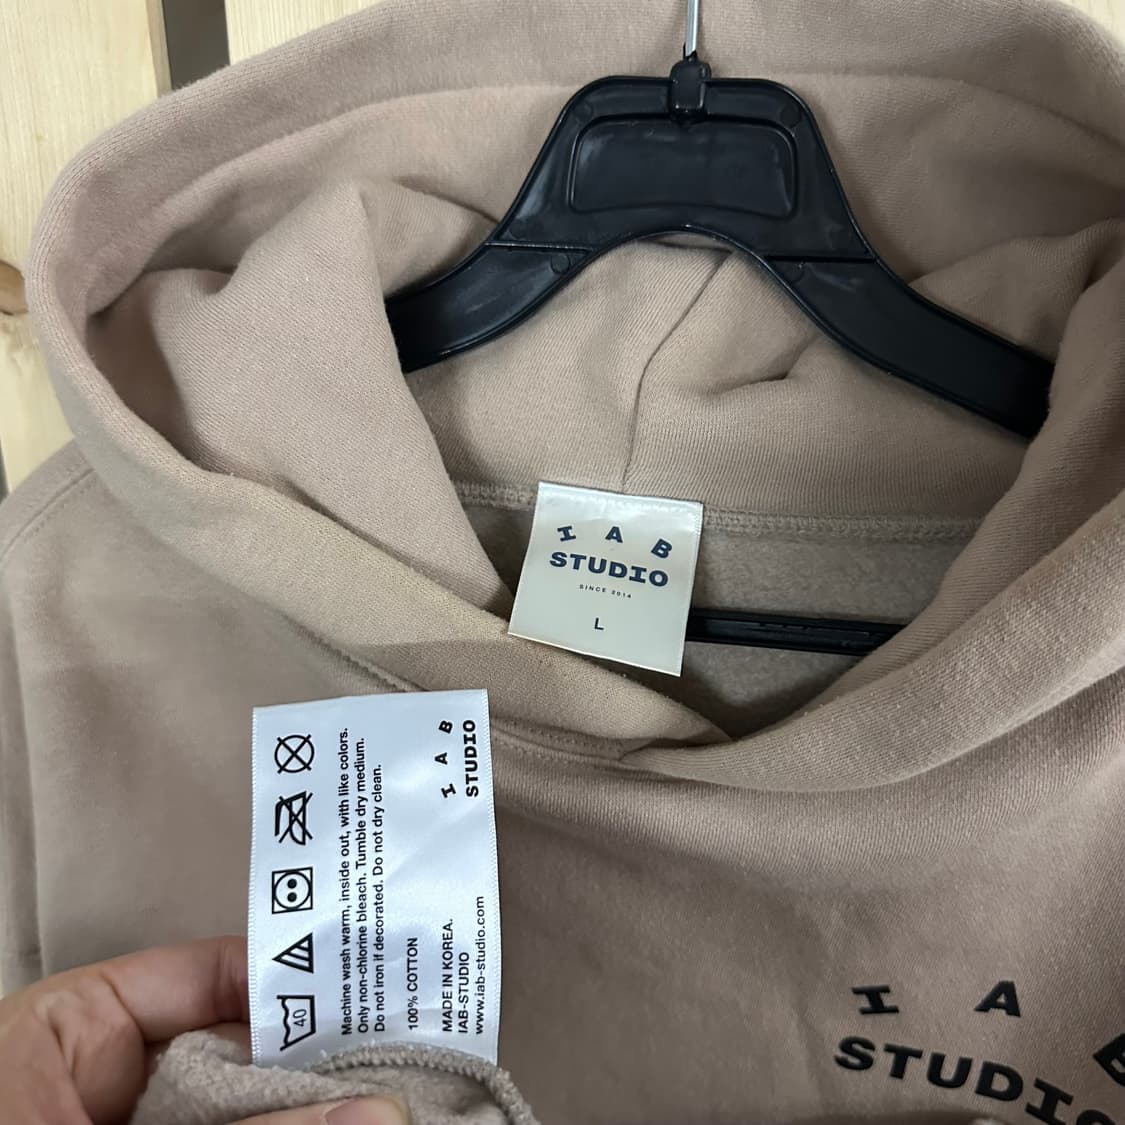 I A B
STUDIO
SINCE 2014
L
I A B
STUDIO
40
Machine wash warm, inside out, with like colors.
Only non-chlorine bleach. Tumble dry medium.
Do not iron if decorated. Do not dry clean.
100% COTTON
MADE IN KOREA.
IAB-STUDIO
www.iab-studio.com
I A B
STUDIO